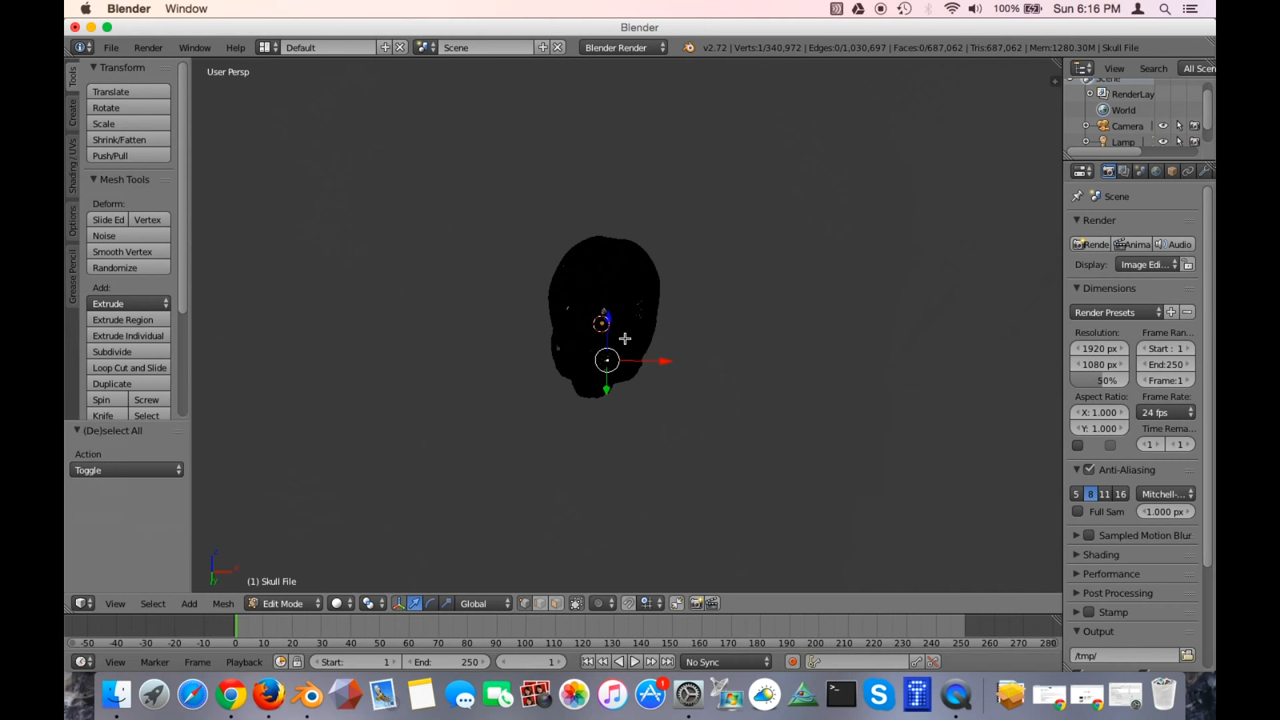 Blender Window 100% Sun 6:16 PM
Blender
File Render Window Help Default Scene Blender Render v2.72 | Verts:1/340,972 | Edges:0/1,030,697 | Faces:0/687,062 | Tris:687,062 | Mem:1280.30M | Skull File
Tools
Create
Shading / UVs
Options
Grease Pencil
Transform
Translate
Rotate
Scale
Shrink/Fatten
Push/Pull
Mesh Tools
Deform:
Slide Ed Vertex
Noise
Smooth Vertex
Randomize
Add:
Extrude
Extrude Region
Extrude Individual
Subdivide
Loop Cut and Slide
Duplicate
Spin Screw
Knife Select
(De)select All
Action
Toggle
User Persp
(1) Skull File
View Select Add Mesh Edit Mode Global
View Search All Scen
Scene
RenderLay
World
Camera
Lamp
Scene
Render
Rende Anima Audio
Display: Image Edi...
Dimensions
Render Presets
Resolution: Frame Ran...
1920 px Start : 1
1080 px End:250
50% Frame:1
Aspect Ratio: Frame Rate:
X: 1.000 24 fps
Y: 1.000 Time Rema...
1 1
Anti-Aliasing
5 8 11 16 Mitchell-...
Full Sam 1.000 px
Sampled Motion Blur
Shading
Performance
Post Processing
Stamp
Output
/tmp/
-50 -40 -30 -20 -10 0 10 20 30 40 50 60 70 80 90 100 110 120 130 140 150 160 170 180 190 200 210 220 230 240 250 260 270 280
View Marker Frame Playback Start: 1 End: 250 1 No Sync
1